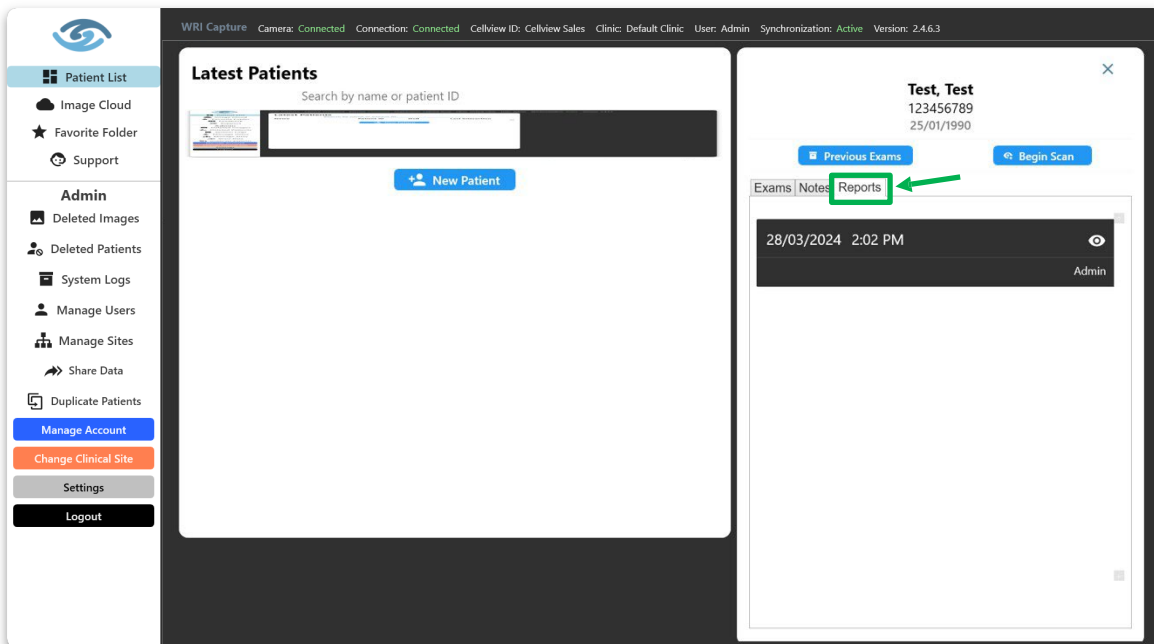 WRI Capture Camera: Connected Connection: Connected Cellview ID: Cellview Sales Clinic: Default Clinic User: Admin Synchronization: Active Version: 2.4.6.3
Patient List
Image Cloud
Favorite Folder
Support
Admin
Deleted Images
Deleted Patients
System Logs
Manage Users
Manage Sites
Share Data
Duplicate Patients
Manage Account
Change Clinical Site
Settings
Logout
Latest Patients
Search by name or patient ID
Latest Patients
New Patient
Test, Test
123456789
25/01/1990
Previous Exams
Begin Scan
Exams Notes Reports
28/03/2024 2:02 PM
Admin